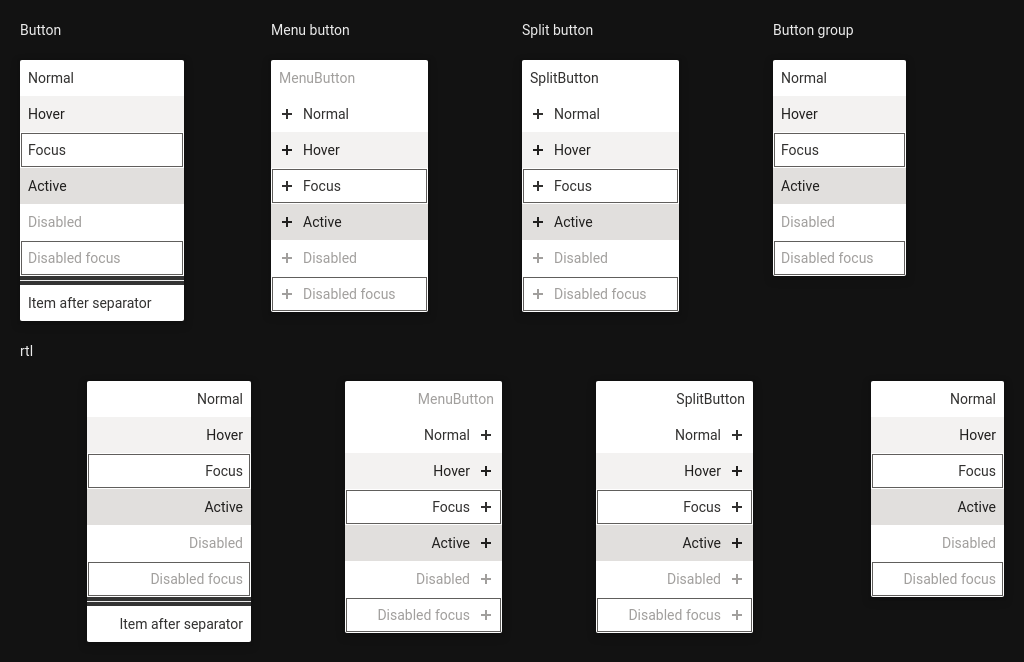 Button
Normal
Hover
Focus
Active
Disabled
Disabled focus
Item after separator
Menu button
MenuButton
Normal
Hover
Focus
Active
Disabled
Disabled focus
Split button
SplitButton
Normal
Hover
Focus
Active
Disabled
Disabled focus
Button group
Normal
Hover
Focus
Active
Disabled
Disabled focus
rtl
Normal
Hover
Focus
Active
Disabled
Disabled focus
Item after separator
MenuButton
Normal
Hover
Focus
Active
Disabled
Disabled focus
SplitButton
Normal
Hover
Focus
Active
Disabled
Disabled focus
Normal
Hover
Focus
Active
Disabled
Disabled focus